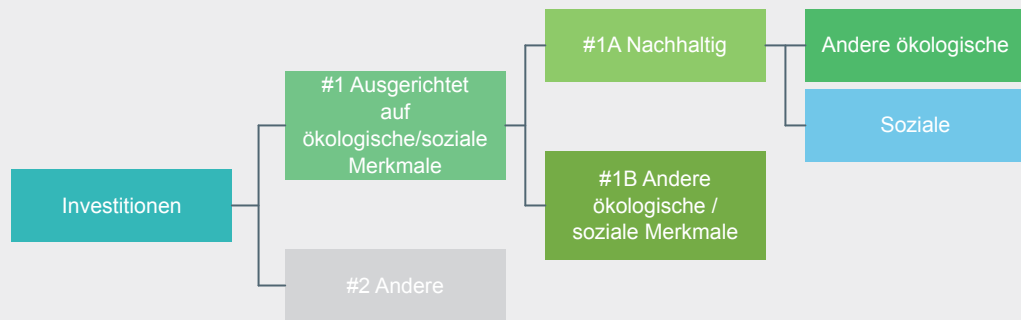 Investitionen
#1 Ausgerichtet
auf
ökologische/soziale
Merkmale
#2 Andere
#1A Nachhaltig
#1B Andere
ökologische /
soziale Merkmale
Andere ökologische
Soziale